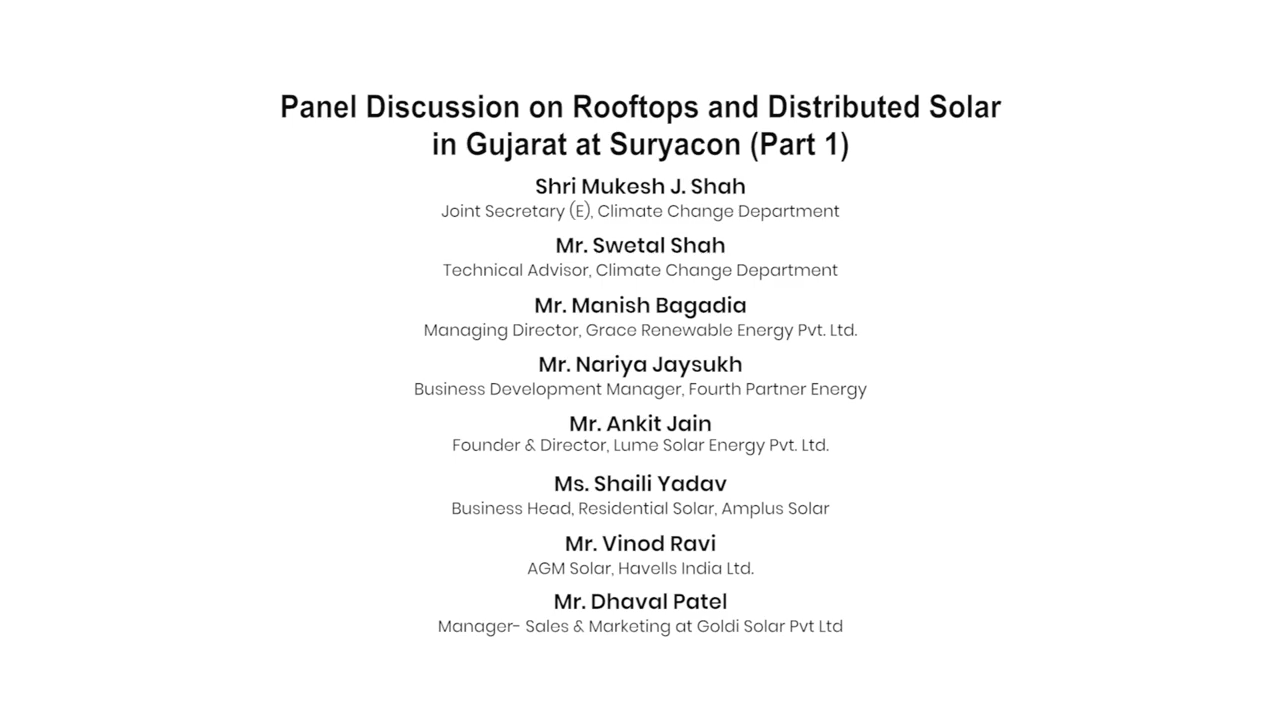 Panel Discussion on Rooftops and Distributed Solar
in Gujarat at Suryacon (Part 1)
Shri Mukesh J. Shah
Joint Secretary (E), Climate Change Department
Mr. Swetal Shah
Technical Advisor, Climate Change Department
Mr. Manish Bagadia
Managing Director, Grace Renewable Energy Pvt. Ltd.
Mr. Nariya Jaysukh
Business Development Manager, Fourth Partner Energy
Mr. Ankit Jain
Founder & Director, Lume Solar Energy Pvt. Ltd.
Ms. Shaili Yadav
Business Head, Residential Solar, Amplus Solar
Mr. Vinod Ravi
AGM Solar, Havells India Ltd.
Mr. Dhaval Patel
Manager- Sales & Marketing at Goldi Solar Pvt Ltd